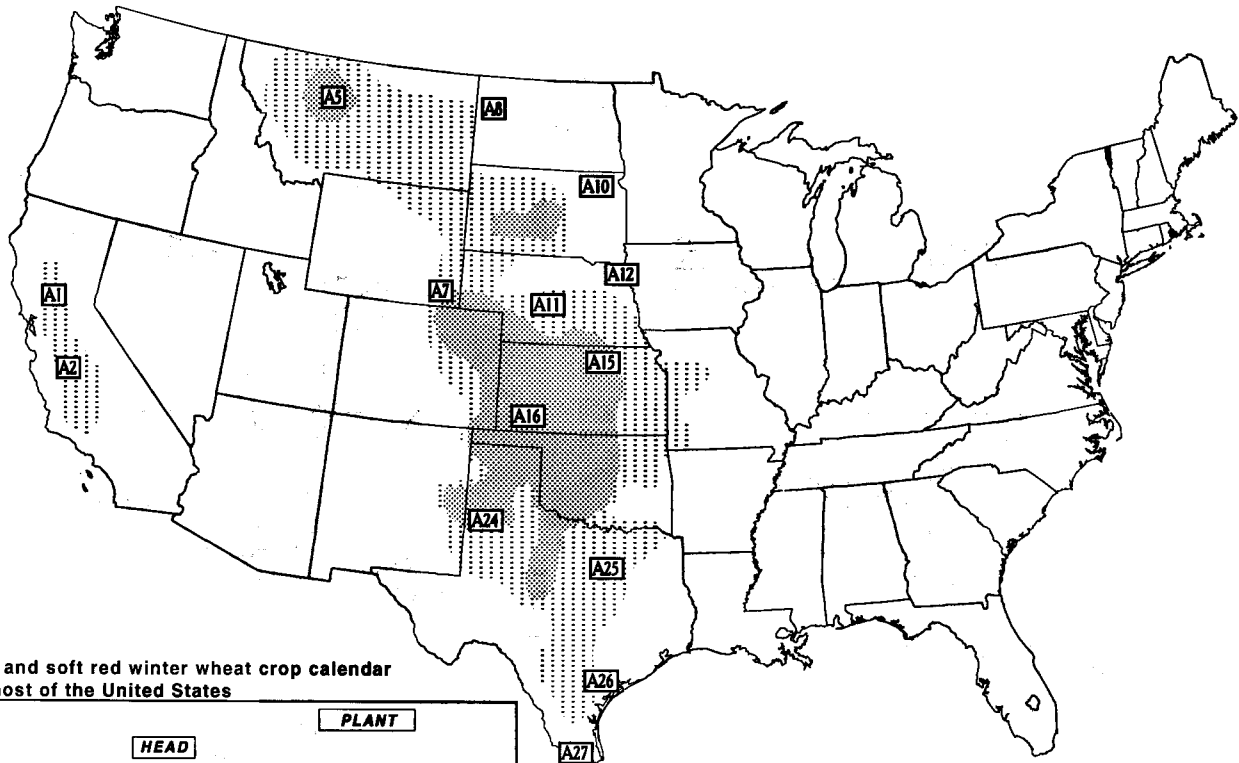 A5
A8
A10
A12
A1
A7
A11
A2
A15
A16
A24
A25
A26
A27
and soft red winter wheat crop calendar
ost of the United States
PLANT
HEAD